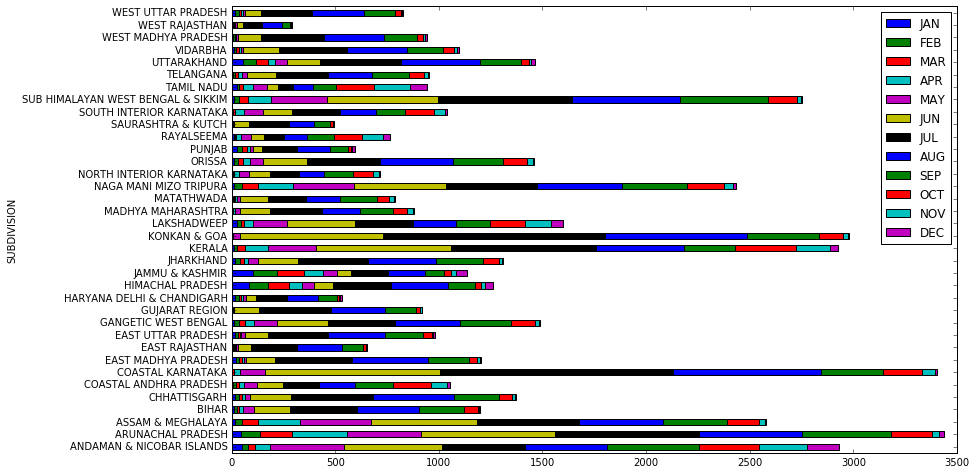 WEST UTTAR PRADESH
WEST RAJASTHAN
WEST MADHYA PRADESH
VIDARBHA
UTTARAKHAND
TELANGANA
TAMIL NADU
SUB HIMALAYAN WEST BENGAL & SIKKIM
SOUTH INTERIOR KARNATAKA
SAURASHTRA & KUTCH
RAYALSEEMA
PUNJAB
ORISSA
NORTH INTERIOR KARNATAKA
NAGA MANI MIZO TRIPURA
MATATHWADA
MADHYA MAHARASHTRA
LAKSHADWEEP
KONKAN & GOA
KERALA
JHARKHAND
JAMMU & KASHMIR
HIMACHAL PRADESH
HARYANA DELHI & CHANDIGARH
GUJARAT REGION
GANGETIC WEST BENGAL
EAST UTTAR PRADESH
EAST RAJASTHAN
EAST MADHYA PRADESH
COASTAL KARNATAKA
COASTAL ANDHRA PRADESH
CHHATTISGARH
BIHAR
ASSAM & MEGHALAYA
ARUNACHAL PRADESH
ANDAMAN & NICOBAR ISLANDS
SUBDIVISION
0 500 1000 1500 2000 2500 3000 3500
JAN
FEB
MAR
APR
MAY
JUN
JUL
AUG
SEP
OCT
NOV
DEC